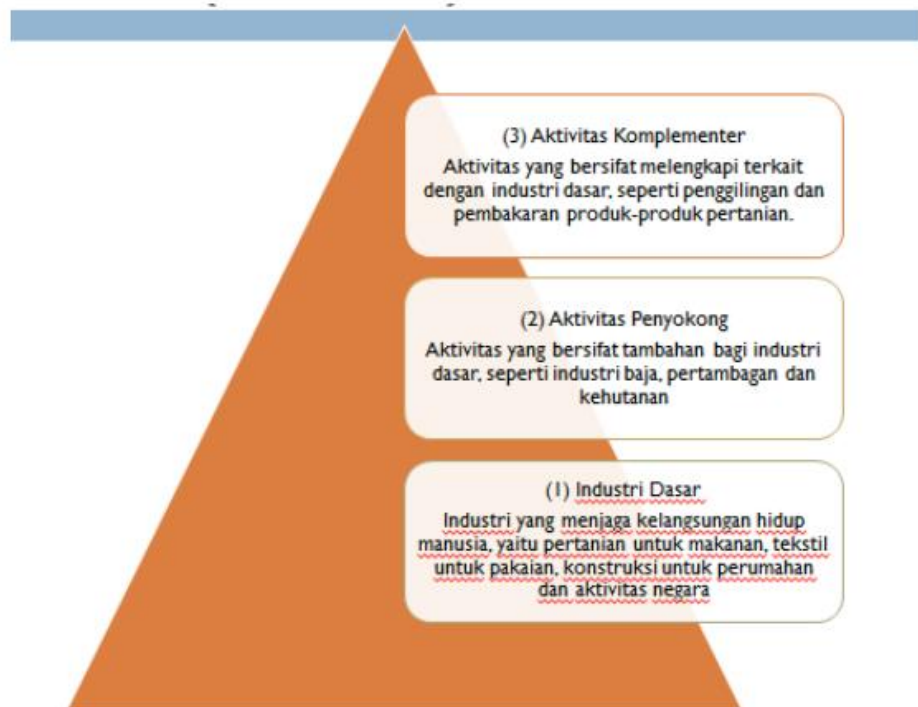 (3) Aktivitas Komplementer
Aktivitas yang bersifat melengkapi terkait
dengan industri dasar, seperti penggilingan dan
pembakaran produk-produk pertanian.
(2) Aktivitas Penyokong
Aktivitas yang bersifat tambahan bagi industri
dasar, seperti industri baja, pertambagan dan
kehutanan
(1) Industri Dasar
Industri yang menjaga kelangsungan hidup
manusia, yaitu pertanian untuk makanan, tekstil
untuk pakaian, konstruksi untuk perumahan
dan aktivitas negara